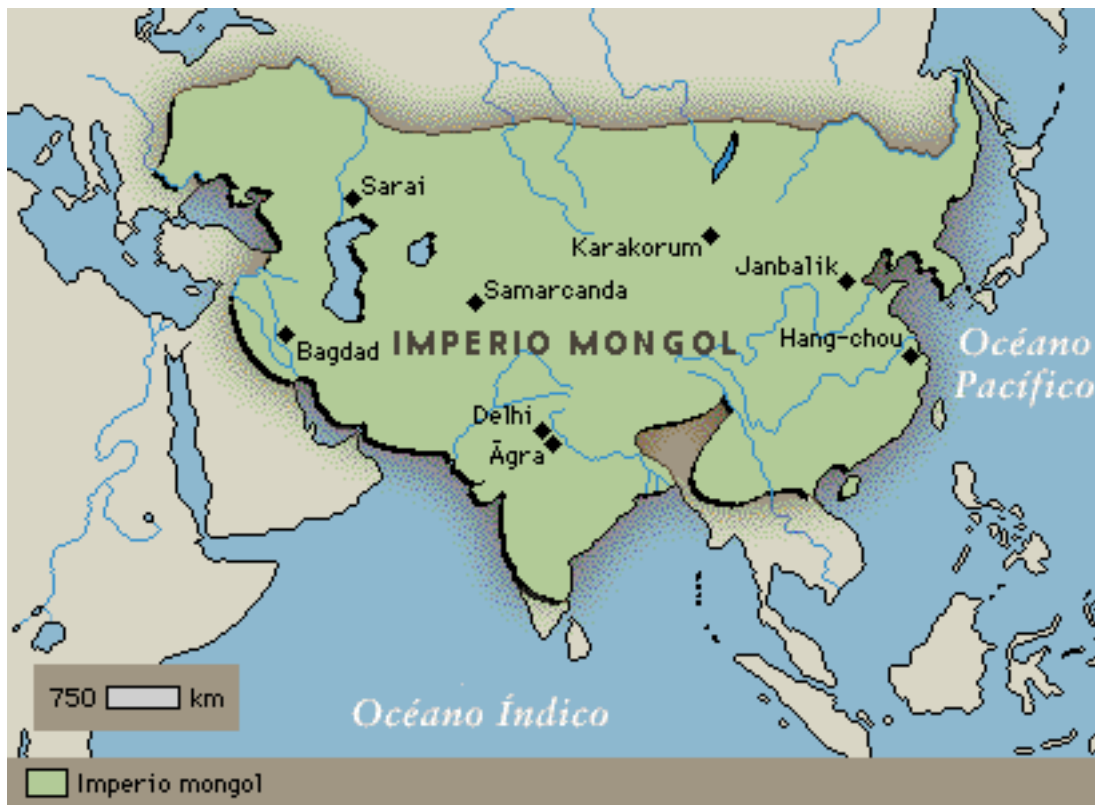 Sarai
Karakorum
Janbalik
Samarcanda
IMPERIO MONGOL
Bagdad
Hang-chou
Océano
Pacífico
Delhi
Āgra
750 km
Océano Índico
Imperio mongol